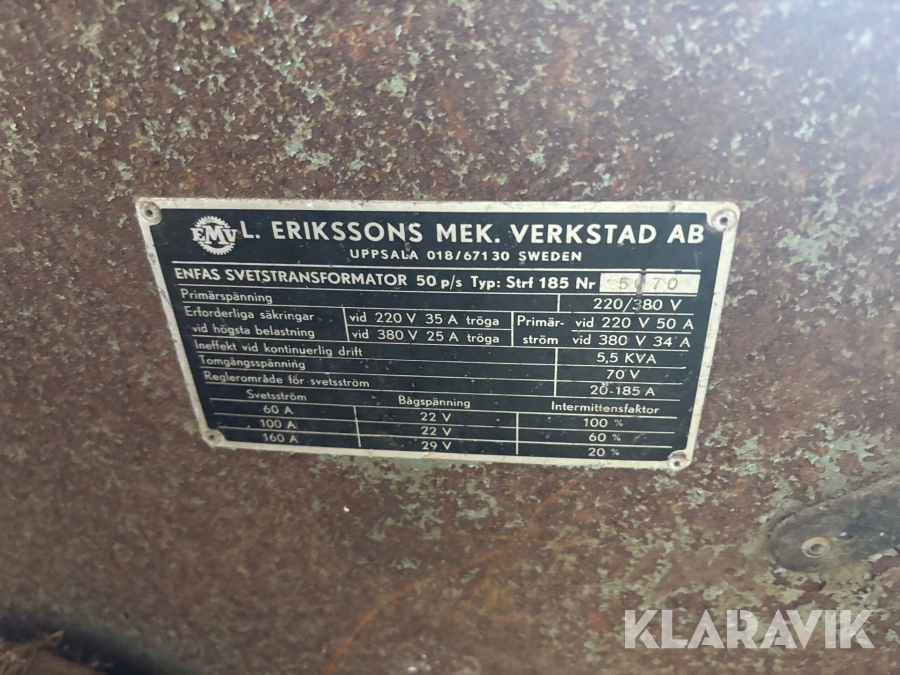 EMV L. ERIKSSONS MEK. VERKSTAD AB
UPPSALA 018/67130 SWEDEN
ENFAS SVETSTRANSFORMATOR 50 p/s Typ: Strf 185 Nr 5070
Primärspänning 220/380 V
Erforderliga säkringar vid 220 V 35 A tröga Primär- vid 220 V 50 A
vid högsta belastning vid 380 V 25 A tröga ström vid 380 V 34 A
Ineffekt vid kontinuerlig drift 5,5 KVA
Tomgångsspänning 70 V
Reglerområde för svetsström 20-185 A
Svetsström Bågspänning Intermittensfaktor
60 A 22 V 100 %
100 A 22 V 60 %
160 A 29 V 20 %
KLARAVIK